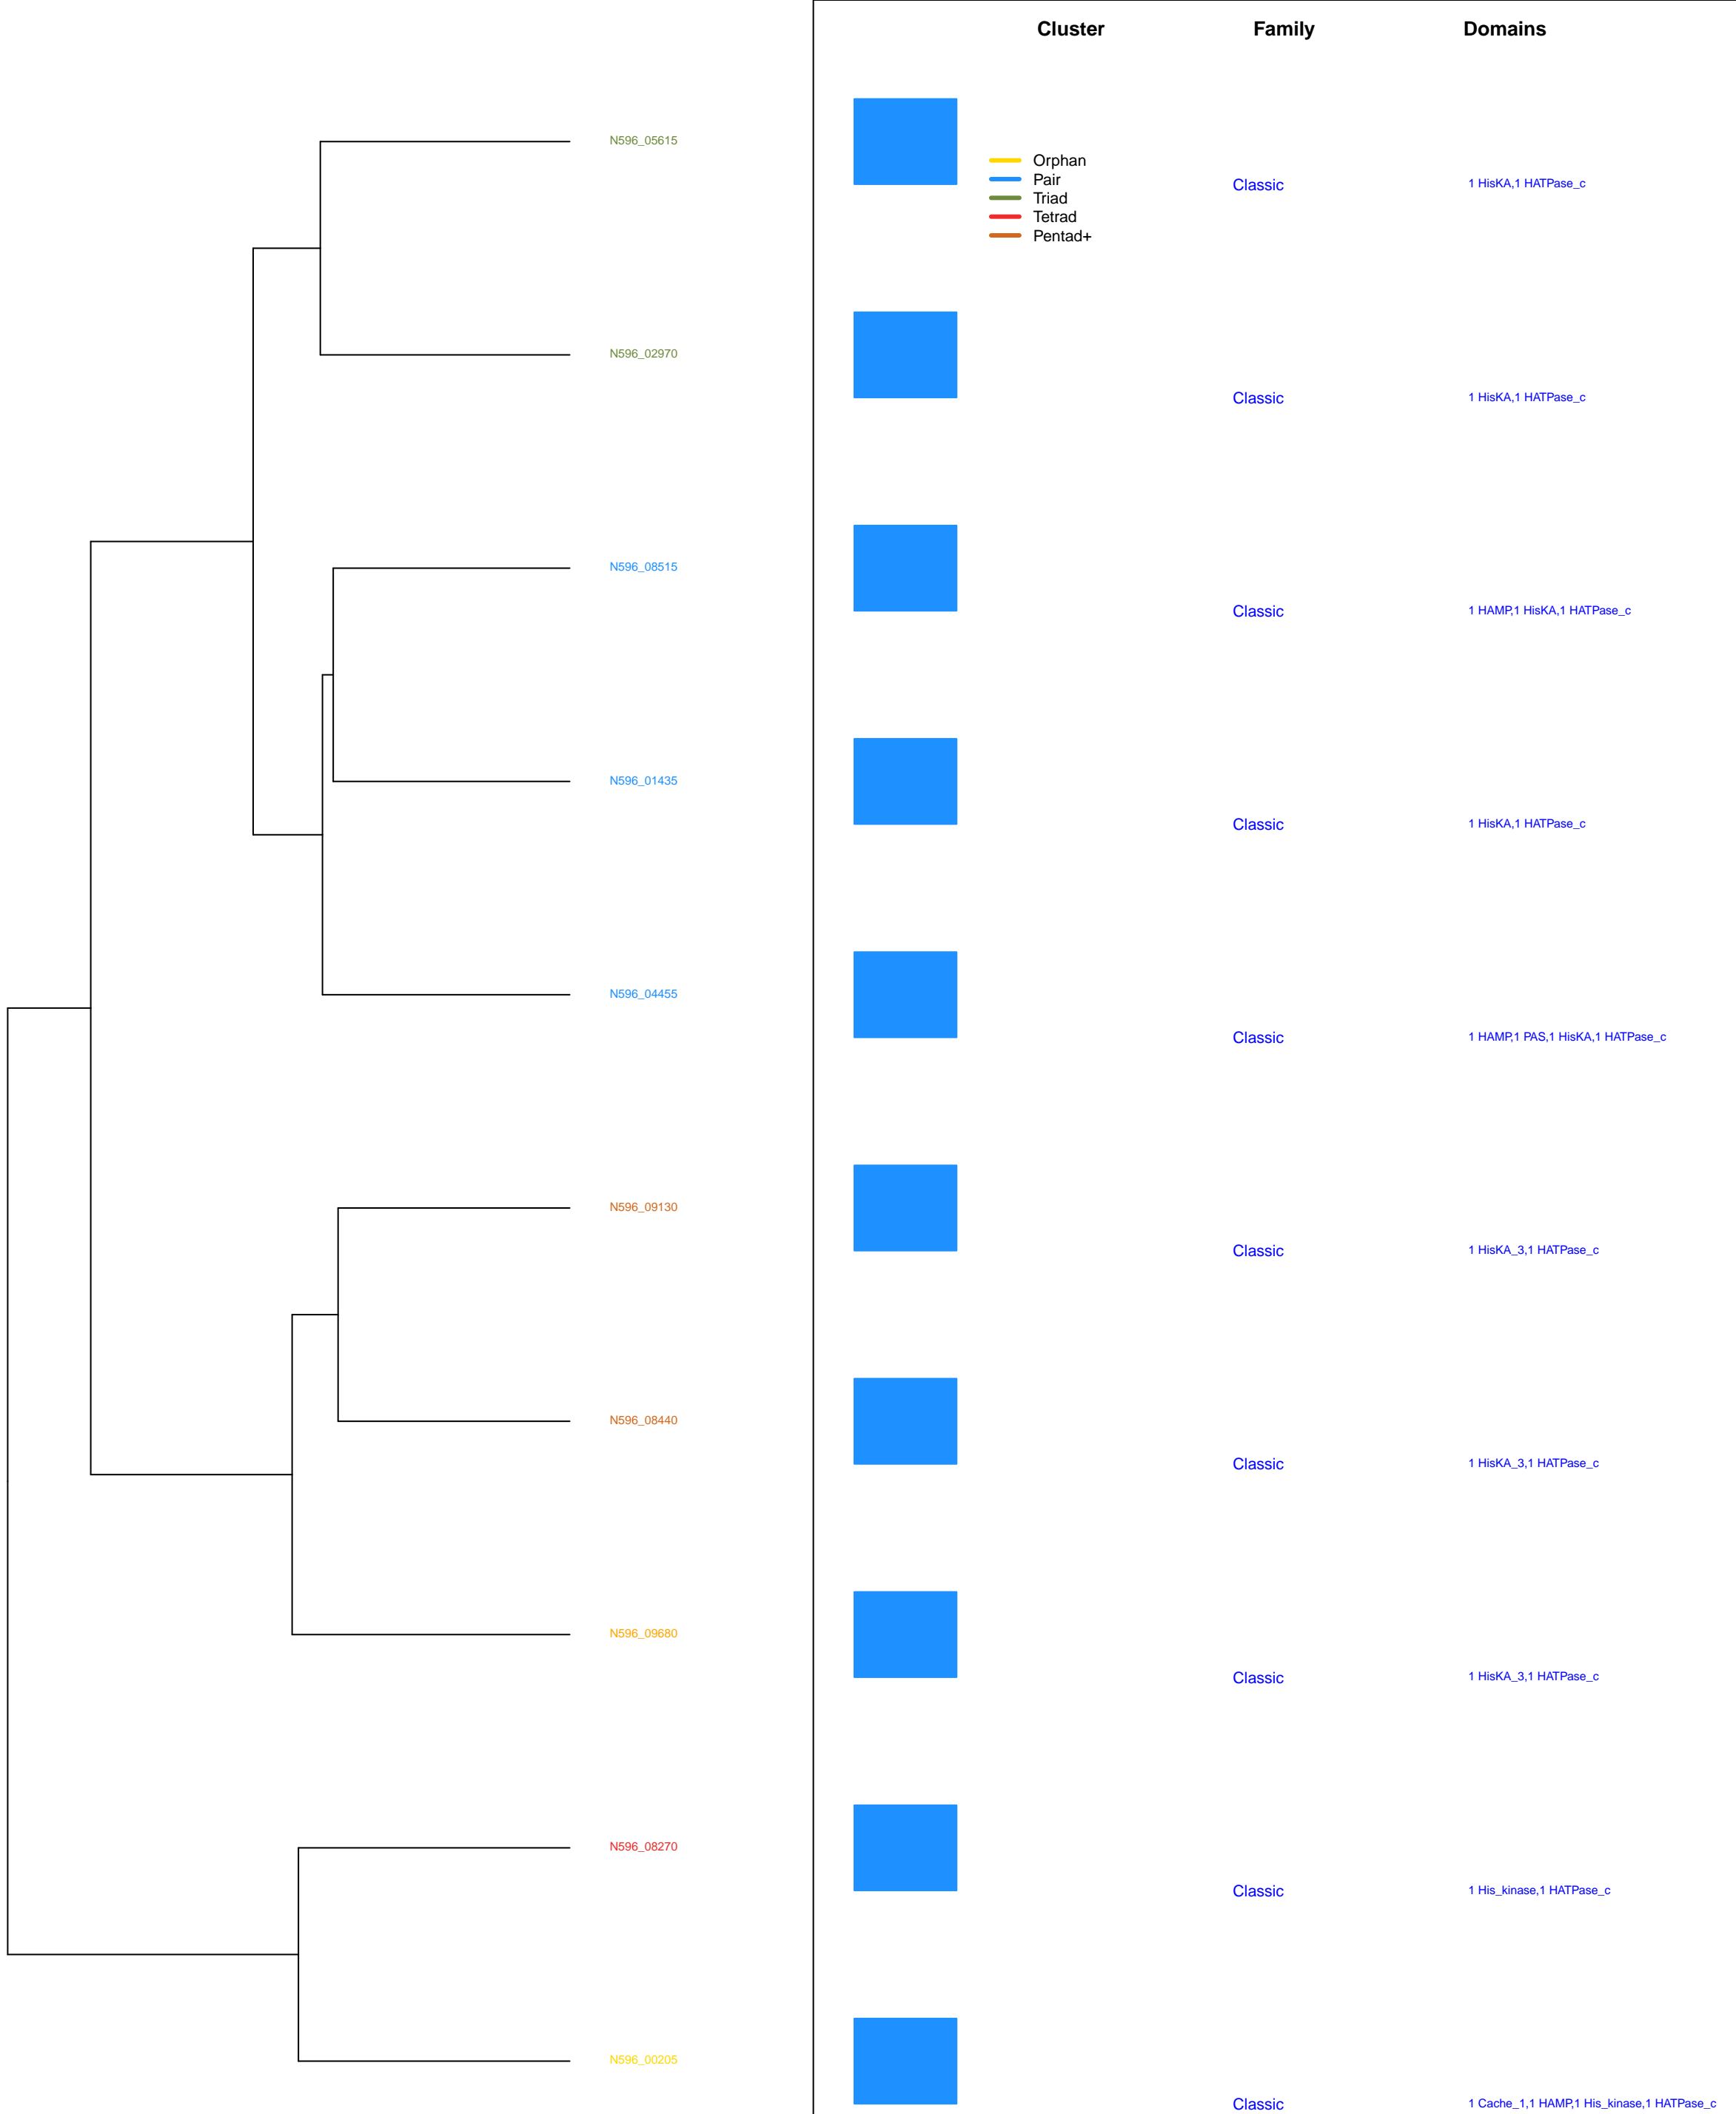 Cluster Family Domains
N596_05615
Orphan
Pair
Triad
Tetrad
Pentad+
Classic 1 HisKA,1 HATPase_c
N596_02970
Classic 1 HisKA,1 HATPase_c
N596_08515
Classic 1 HAMP,1 HisKA,1 HATPase_c
N596_01435
Classic 1 HisKA,1 HATPase_c
N596_04455
Classic 1 HAMP,1 PAS,1 HisKA,1 HATPase_c
N596_09130
Classic 1 HisKA_3,1 HATPase_c
N596_08440
Classic 1 HisKA_3,1 HATPase_c
N596_09680
Classic 1 HisKA_3,1 HATPase_c
N596_08270
Classic 1 His_kinase,1 HATPase_c
N596_00205
Classic 1 Cache_1,1 HAMP,1 His_kinase,1 HATPase_c